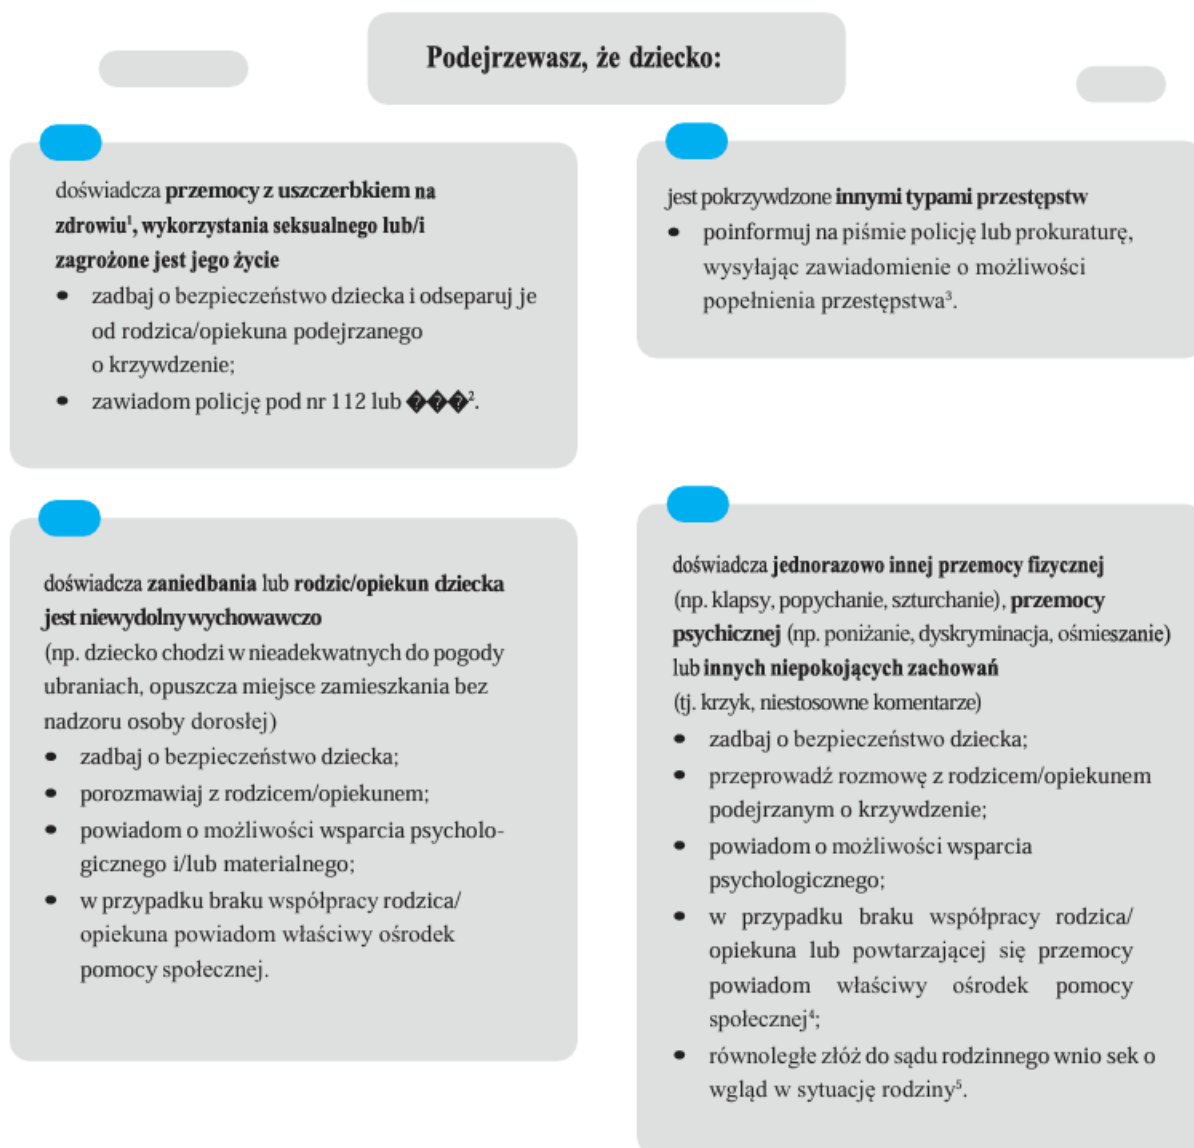 Podejrzewasz, że dziecko:
doświadcza przemocy z uszczerbkiem na
zdrowiu¹, wykorzystania seksualnego lub/i
zagrożone jest jego życie
• zadbaj o bezpieczeństwo dziecka i odseparuj je
od rodzica/opiekuna podejrzanego
o krzywdzenie;
• zawiadom policję pod nr 112 lub ���².
jest pokrzywdzone innymi typami przestępstw
• poinformuj na piśmie policję lub prokuraturę,
wysyłając zawiadomienie o możliwości
popełnienia przestępstwa³.
doświadcza zaniedbania lub rodzic/opiekun dziecka
jest niewydolny wychowawczo
(np. dziecko chodzi w nieadekwatnych do pogody
ubraniach, opuszcza miejsce zamieszkania bez
nadzoru osoby dorosłej)
• zadbaj o bezpieczeństwo dziecka;
• porozmawiaj z rodzicem/opiekunem;
• powiadom o możliwości wsparcia psycholo-
gicznego i/lub materialnego;
• w przypadku braku współpracy rodzica/
opiekuna powiadom właściwy ośrodek
pomocy społecznej.
doświadcza jednorazowo innej przemocy fizycznej
(np. klapsy, popychanie, szturchanie), przemocy
psychicznej (np. poniżanie, dyskryminacja, ośmieszanie)
lub innych niepokojących zachowań
(tj. krzyk, niestosowne komentarze)
• zadbaj o bezpieczeństwo dziecka;
• przeprowadź rozmowę z rodzicem/opiekunem
podejrzanym o krzywdzenie;
• powiadom o możliwości wsparcia
psychologicznego;
• w przypadku braku współpracy rodzica/
opiekuna lub powtarzającej się przemocy
powiadom właściwy ośrodek pomocy
społecznej⁴;
• równoległe złóż do sądu rodzinnego wnio sek o
wgląd w sytuację rodziny⁵.